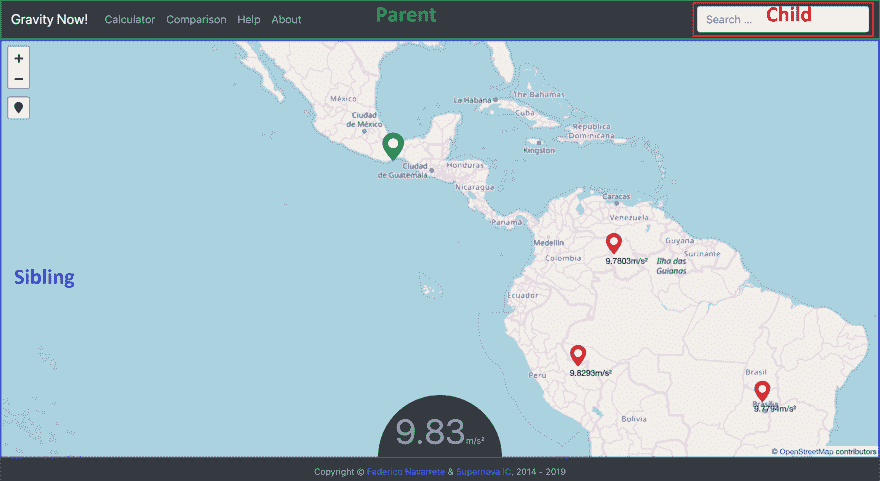 Gravity Now! Calculator Comparison Help About Parent Search ... Child
+
−
México
Ciudad
de México
La Habana
The Bahamas
Cuba
República
Dominicana
Kingston
Ciudad
de Guatemala
Honduras
Nicaragua
Panamá
Caracas
Venezuela
Medellín
Colombia
Guyana
Suriname
9.7803m/s²
Ilha das
Guianas
Sibling
Ecuador
9.8293m/s²
Perú
Brasil
Brasília
9.7794m/s²
Bolivia
9.83 m/s²
© OpenStreetMap contributors
Copyright © Federico Navarrete & Supernova IC, 2014 - 2019